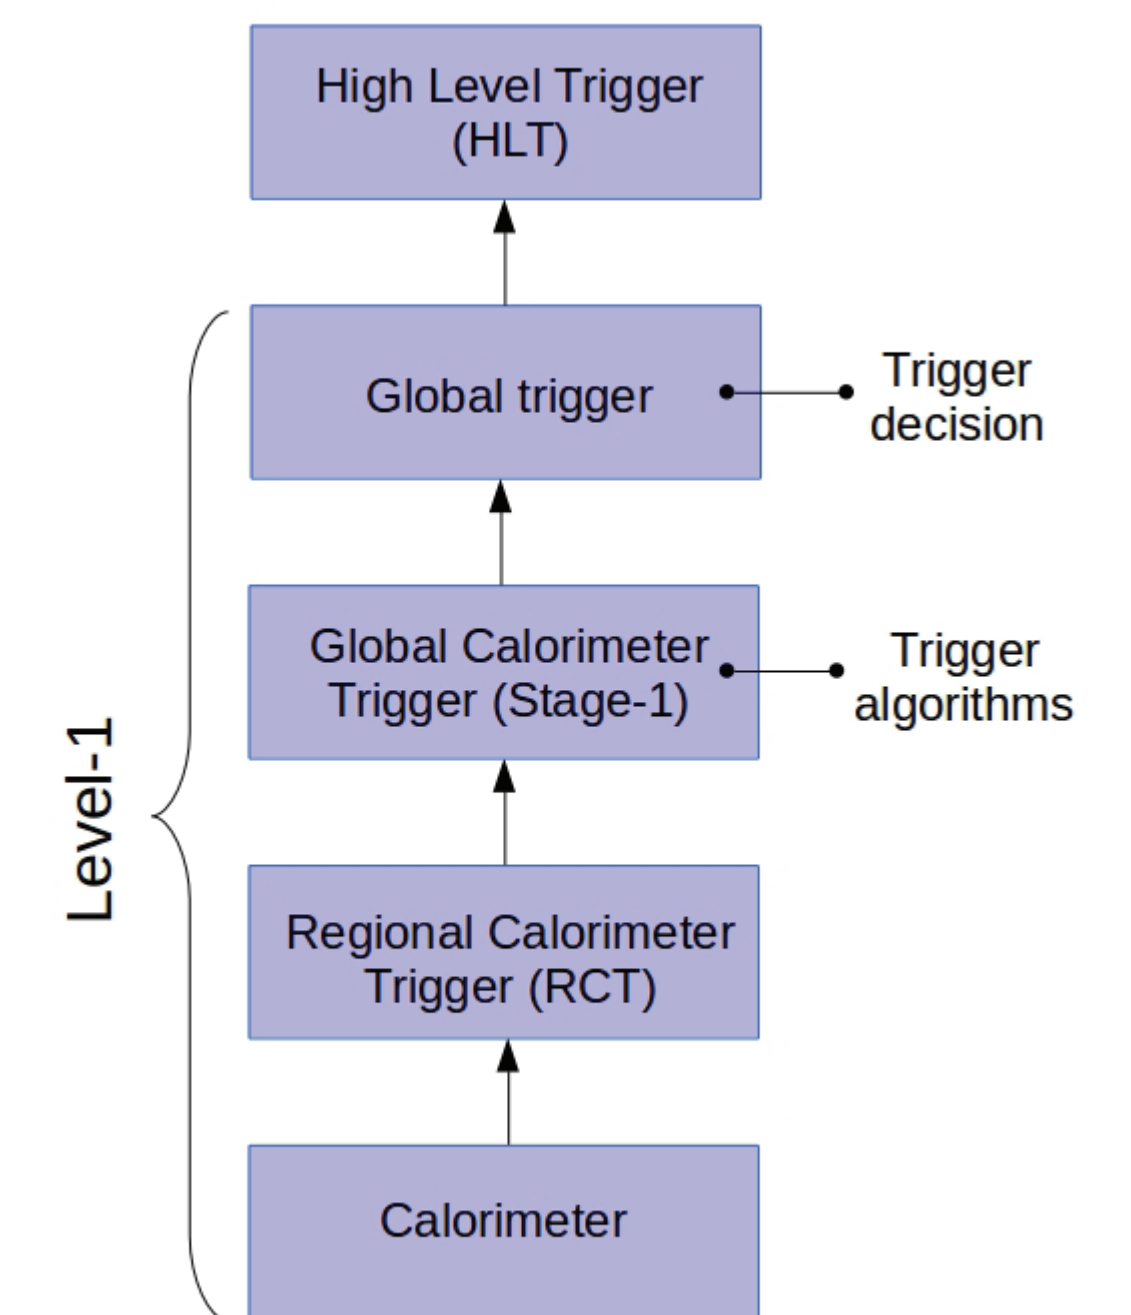 High Level Trigger
(HLT)
Global trigger
Trigger
decision
Global Calorimeter
Trigger (Stage-1)
Trigger
algorithms
Level-1
Regional Calorimeter
Trigger (RCT)
Calorimeter